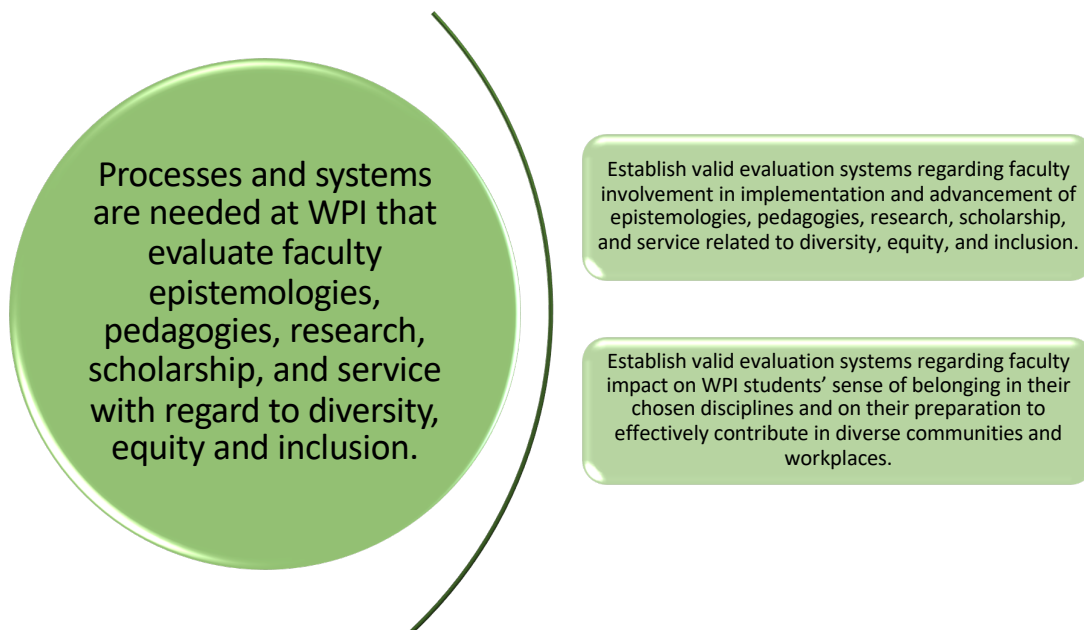 Processes and systems
are needed at WPI that
evaluate faculty
epistemologies,
pedagogies, research,
scholarship, and service
with regard to diversity,
equity and inclusion.
Establish valid evaluation systems regarding faculty
involvement in implementation and advancement of
epistemologies, pedagogies, research, scholarship,
and service related to diversity, equity, and inclusion.
Establish valid evaluation systems regarding faculty
impact on WPI students’ sense of belonging in their
chosen disciplines and on their preparation to
effectively contribute in diverse communities and
workplaces.